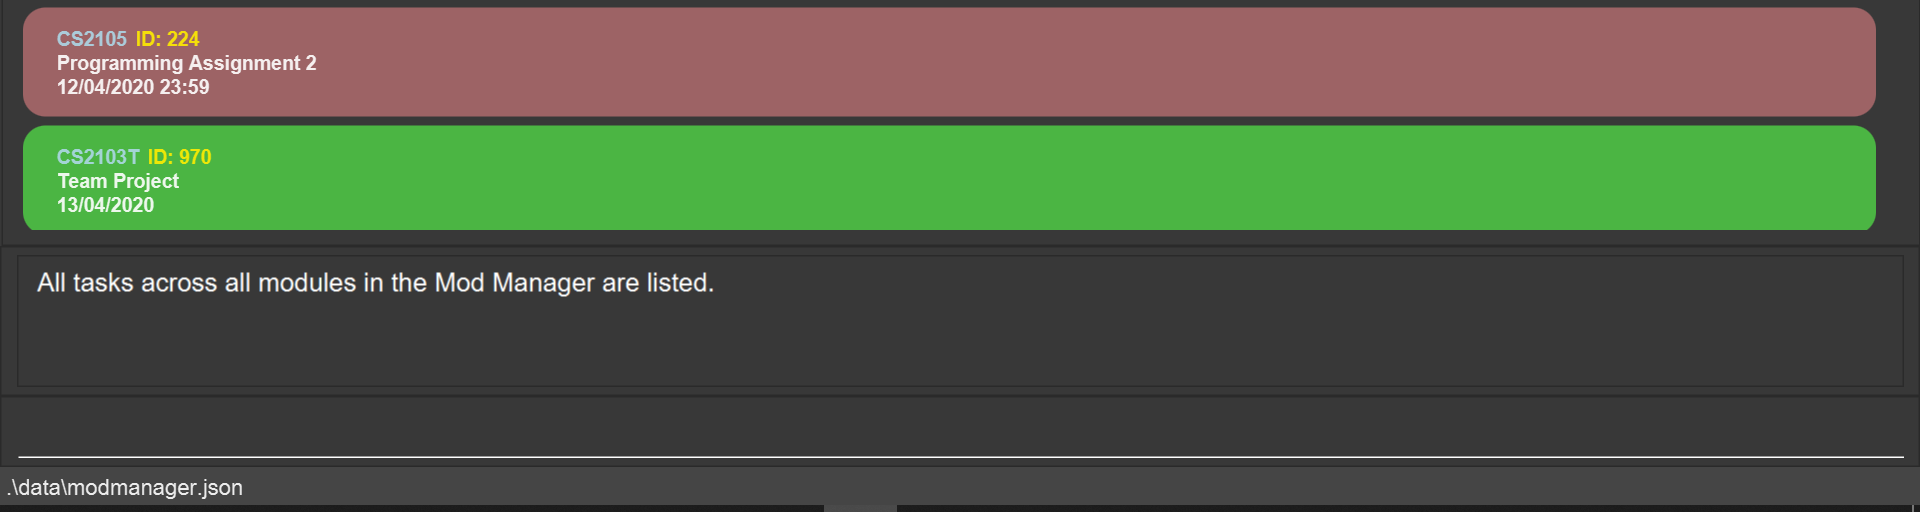 CS2105 ID: 224
Programming Assignment 2
12/04/2020 23:59
CS2103T ID: 970
Team Project
13/04/2020
All tasks across all modules in the Mod Manager are listed.
.\data\modmanager.json